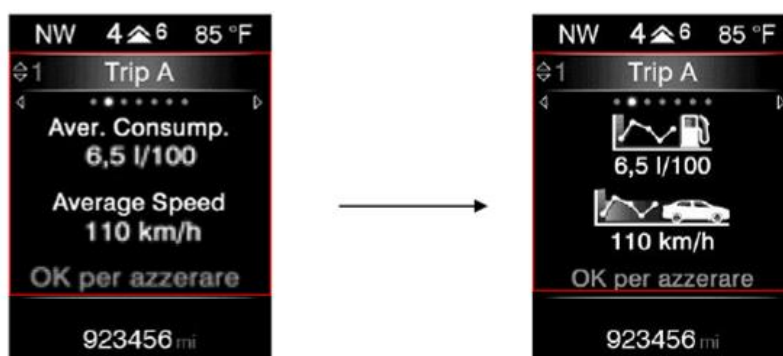 NW 4 6 85 °F
1 Trip A
Aver. Consump.
6,5 l/100
Average Speed
110 km/h
OK per azzerare
923456 mi
NW 4 6 85 °F
1 Trip A
6,5 l/100
110 km/h
OK per azzerare
923456 mi